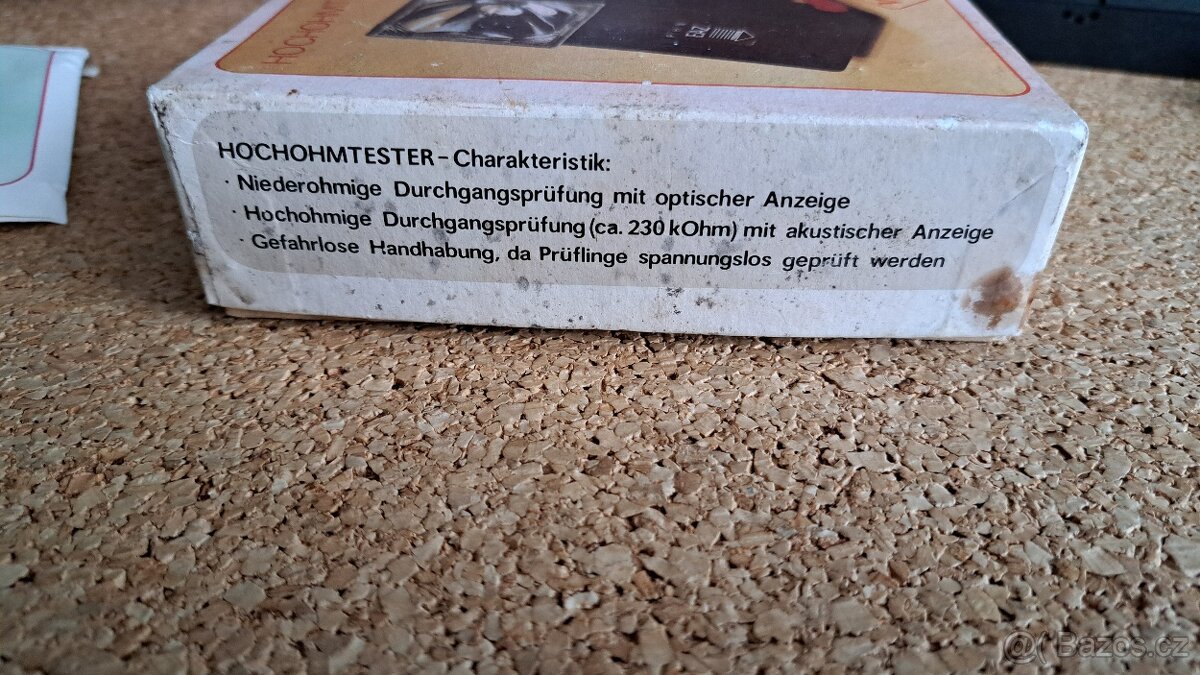 HOCHOHMT
HOCHOHMTESTER - Charakteristik:
· Niederohmige Durchgangsprüfung mit optischer Anzeige
· Hochohmige Durchgangsprüfung (ca. 230 kOhm) mit akustischer Anzeige
· Gefahrlose Handhabung, da Prüflinge spannungslos geprüft werden
@( Bazos.cz